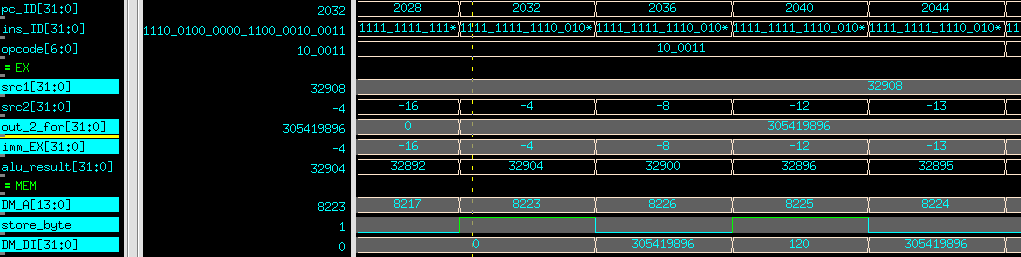 pc_ID[31:0] 2032 2028 2032 2036 2040 2044
ins_ID[31:0] 1110_0100_0000_1100_0010_0011 1111_1111_111* 1111_1111_1110_010* 1111_1111_1110_010* 1111_1111_1110_010* 1111_1111_1110_010*
opcode[6:0] 10_0011 10_0011
= EX
src1[31:0] 32908 32908
src2[31:0] -4 -16 -4 -8 -12 -13
out_2_for[31:0] 305419896 0 305419896
imm_EX[31:0] -4 -16 -4 -8 -12 -13
alu_result[31:0] 32904 32892 32904 32900 32896 32895
= MEM
DM_A[13:0] 8223 8217 8223 8226 8225 8224
store_byte 1
DM_DI[31:0] 0 0 305419896 120 305419896